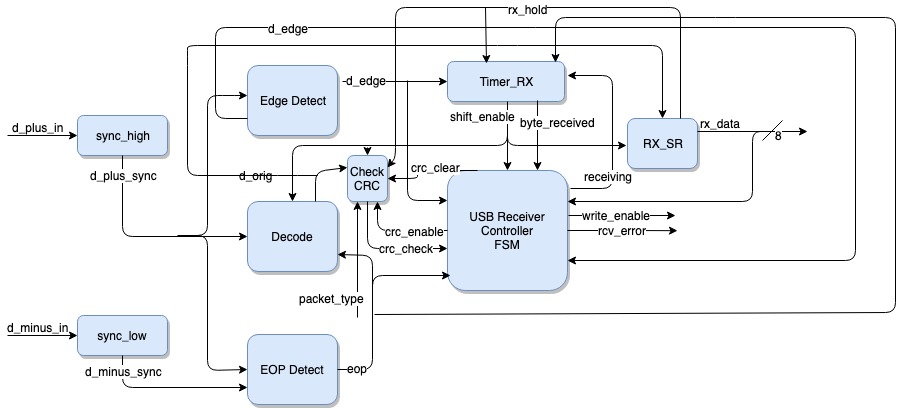 rx_hold
d_edge
Edge Detect
d_edge
Timer_RX
d_plus_in
sync_high
shift_enable
byte_received
rx_data
8
RX_SR
d_plus_sync
d_orig
Check
CRC
crc_clear
receiving
Decode
USB Receiver
Controller
FSM
write_enable
crc_enable
rcv_error
crc_check
packet_type
d_minus_in
sync_low
d_minus_sync
EOP Detect
eop